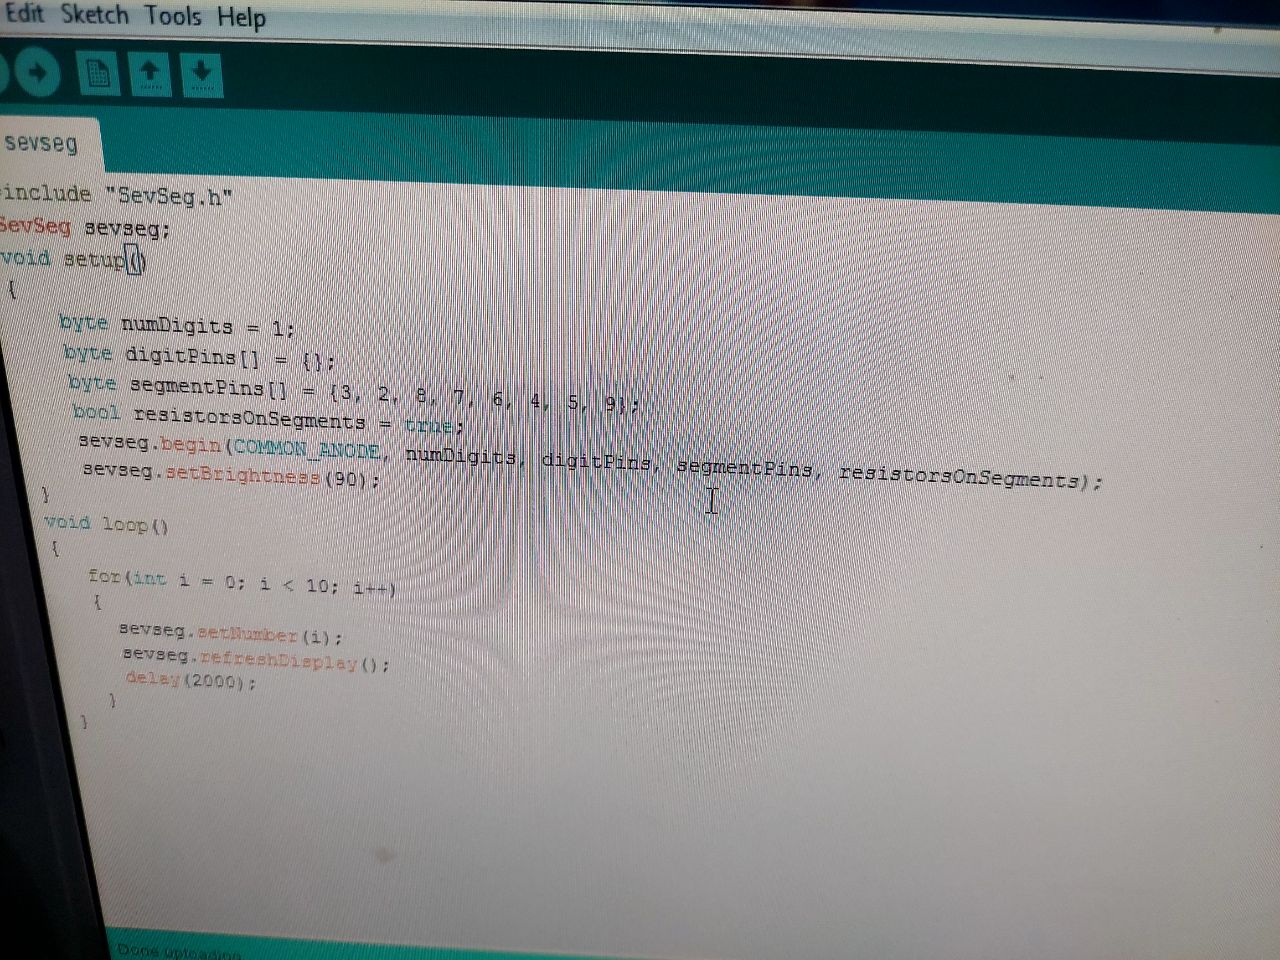 Edit Sketch Tools Help
sevseg
include "SevSeg.h"
SevSeg sevseg;
void setup()
{
byte numDigits = 1;
byte digitPins[] = {};
byte segmentPins[] = {3, 2, 8, 7, 6, 4, 5, 9};
bool resistorsOnSegments = true;
sevseg.begin(COMMON_ANODE, numDigits, digitPins, segmentPins, resistorsOnSegments);
sevseg.setBrightness(90);
}
void loop()
{
for(int i = 0; i < 10; i++)
{
sevseg.setNumber(i);
sevseg.refreshDisplay();
delay(2000);
}
}
Done uploading